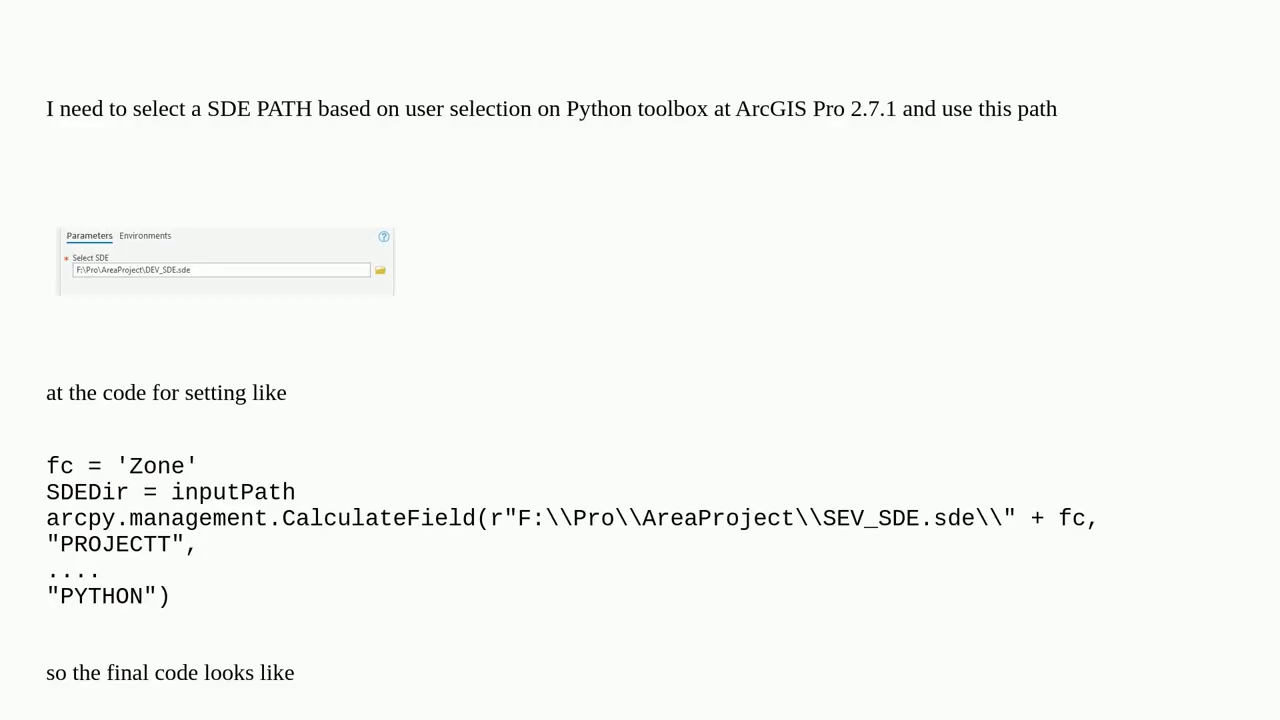 I need to select a SDE PATH based on user selection on Python toolbox at ArcGIS Pro 2.7.1 and use this path
Parameters Environments ?
* Select SDE
F:\Pro\AreaProject\DEV_SDE.sde
at the code for setting like
fc = 'Zone'
SDEDir = inputPath
arcpy.management.CalculateField(r"F:\\Pro\\AreaProject\\SEV_SDE.sde\\" + fc,
"PROJECTT",
....
"PYTHON")
so the final code looks like